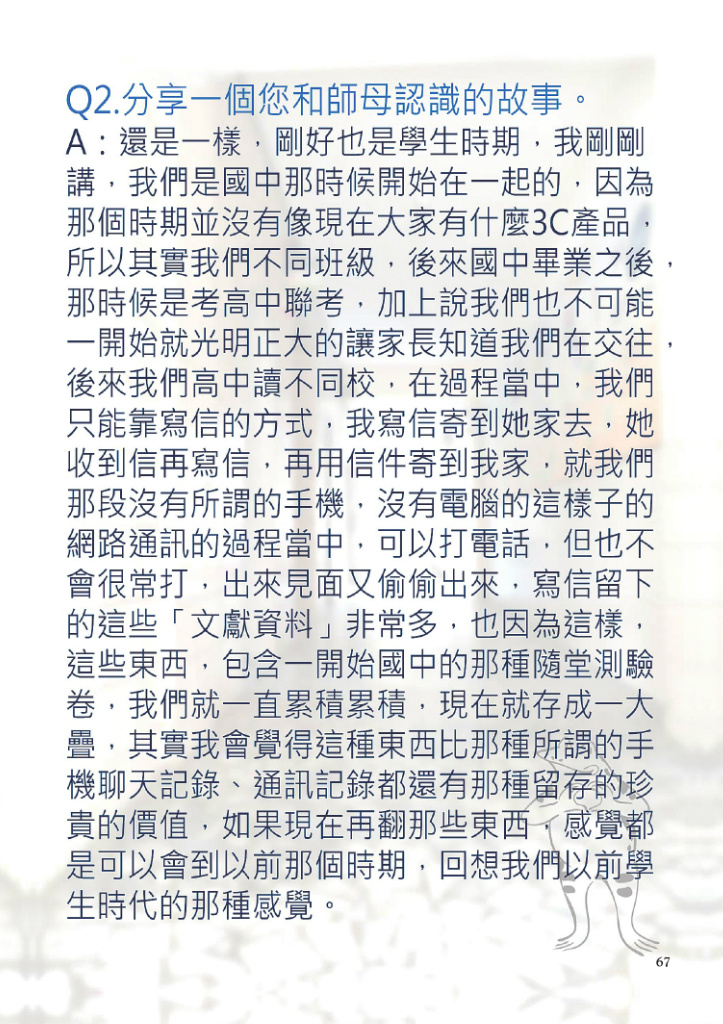 Q2.分享一個您和師母認識的故事。
A：還是一樣，剛好也是學生時期，我剛剛
講，我們是國中那時候開始在一起的，因為
那個時期並沒有像現在大家有什麼3C產品，
所以其實我們不同班級，後來國中畢業之後，
那時候是考高中聯考，加上說我們也不可能
一開始就光明正大的讓家長知道我們在交往，
後來我們高中讀不同校，在過程當中，我們
只能靠寫信的方式，我寫信寄到她家去，她
收到信再寫信，再用信件寄到我家，就我們
那段沒有所謂的手機，沒有電腦的這樣子的
網路通訊的過程當中，可以打電話，但也不
會很常打，出來見面又偷偷出來，寫信留下
的這些「文獻資料」非常多，也因為這樣，
這些東西，包含一開始國中的那種隨堂測驗
卷，我們就一直累積累積，現在就存成一大
疊，其實我會覺得這種東西比那種所謂的手
機聊天記錄、通訊記錄都還有那種留存的珍
貴的價值，如果現在再翻那些東西，感覺都
是可以會到以前那個時期，回想我們以前學
生時代的那種感覺。
67